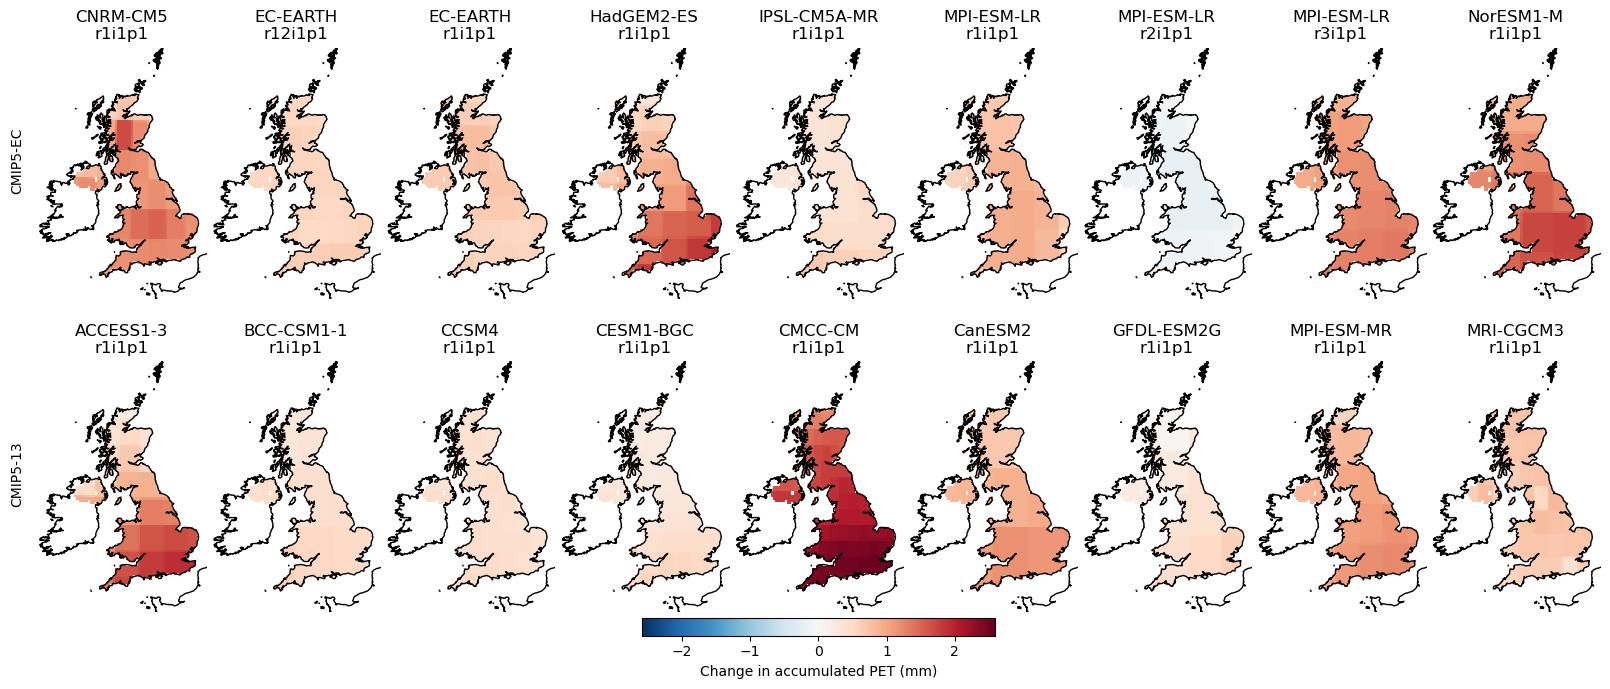 CNRM-CM5
r1i1p1
EC-EARTH
r12i1p1
EC-EARTH
r1i1p1
HadGEM2-ES
r1i1p1
IPSL-CM5A-MR
r1i1p1
MPI-ESM-LR
r1i1p1
MPI-ESM-LR
r2i1p1
MPI-ESM-LR
r3i1p1
NorESM1-M
r1i1p1
CMIP5-EC
ACCESS1-3
r1i1p1
BCC-CSM1-1
r1i1p1
CCSM4
r1i1p1
CESM1-BGC
r1i1p1
CMCC-CM
r1i1p1
CanESM2
r1i1p1
GFDL-ESM2G
r1i1p1
MPI-ESM-MR
r1i1p1
MRI-CGCM3
r1i1p1
CMIP5-13
−2 −1 0 1 2
Change in accumulated PET (mm)